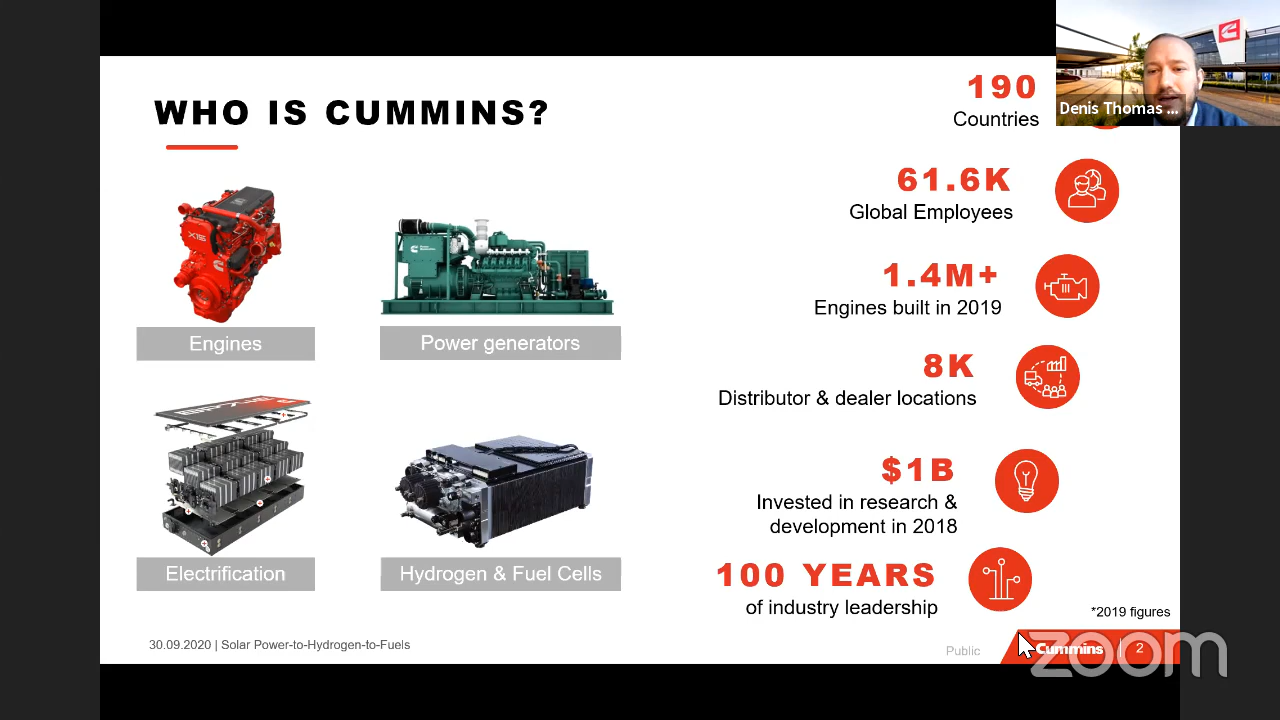 WHO IS CUMMINS?
190
Countries
Denis Thomas ...
61.6K
Global Employees
1.4M+
Engines built in 2019
8K
Distributor & dealer locations
$1B
Invested in research &
development in 2018
100 YEARS
of industry leadership
*2019 figures
X15
Engines
Power generators
Electrification
Hydrogen & Fuel Cells
30.09.2020 | Solar Power-to-Hydrogen-to-Fuels
Public
Cummins
2
zoom